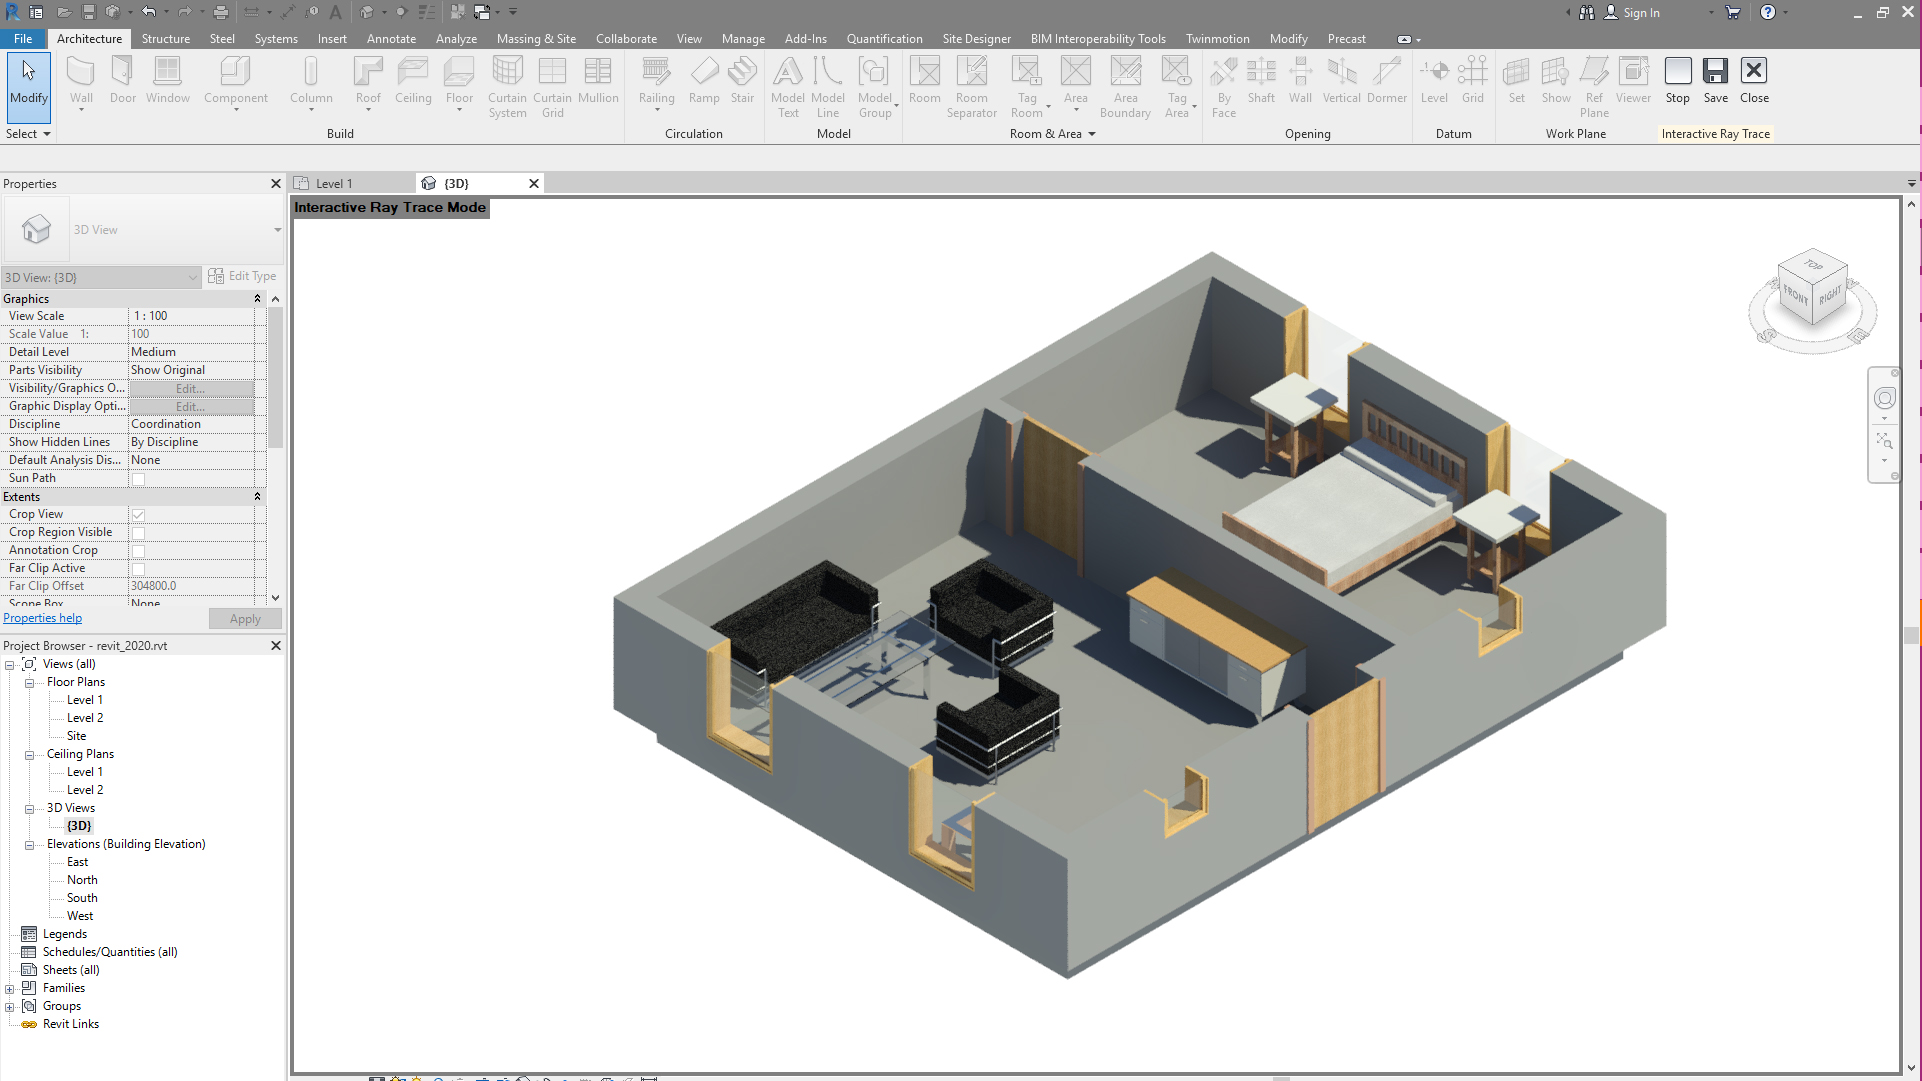 Sign In
File Architecture Structure Steel Systems Insert Annotate Analyze Massing & Site Collaborate View Manage Add-Ins Quantification Site Designer BIM Interoperability Tools Twinmotion Modify Precast
Modify Wall Door Window Component Column Roof Ceiling Floor Curtain System Curtain Grid Mullion Railing Ramp Stair Model Text Model Line Model Group Room Room Separator Tag Room Area Area Boundary Tag Area By Face Shaft Wall Vertical Dormer Level Grid Set Show Ref Plane Viewer Stop Save Close
Select Build Circulation Model Room & Area Opening Datum Work Plane Interactive Ray Trace
Properties
Level 1 {3D}
Interactive Ray Trace Mode
3D View
3D View: {3D} Edit Type
Graphics
View Scale 1 : 100
Scale Value 1: 100
Detail Level Medium
Parts Visibility Show Original
Visibility/Graphics O... Edit...
Graphic Display Opti... Edit...
Discipline Coordination
Show Hidden Lines By Discipline
Default Analysis Dis... None
Sun Path
Extents
Crop View
Crop Region Visible
Annotation Crop
Far Clip Active
Far Clip Offset 304800.0
Scope Box None
Properties help Apply
Project Browser - revit_2020.rvt
Views (all)
Floor Plans
Level 1
Level 2
Site
Ceiling Plans
Level 1
Level 2
3D Views
{3D}
Elevations (Building Elevation)
East
North
South
West
Legends
Schedules/Quantities (all)
Sheets (all)
Families
Groups
Revit Links
TOP
FRONT RIGHT
S E